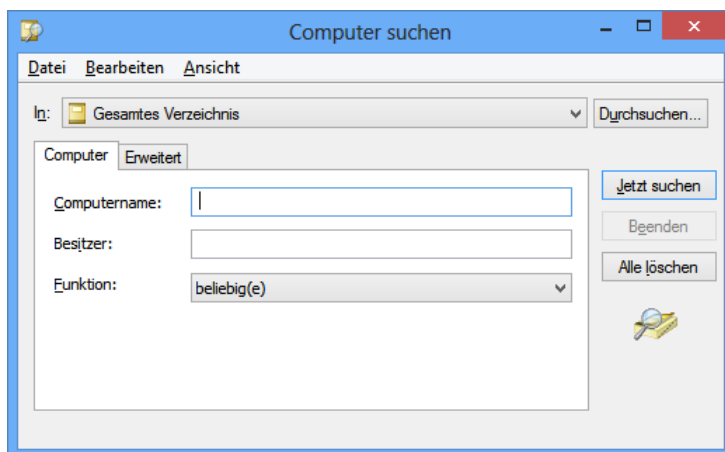 Computer suchen
Datei Bearbeiten Ansicht
In: Gesamtes Verzeichnis Durchsuchen...
Computer Erweitert
Computername:
Besitzer:
Funktion: beliebig(e)
Jetzt suchen
Beenden
Alle löschen